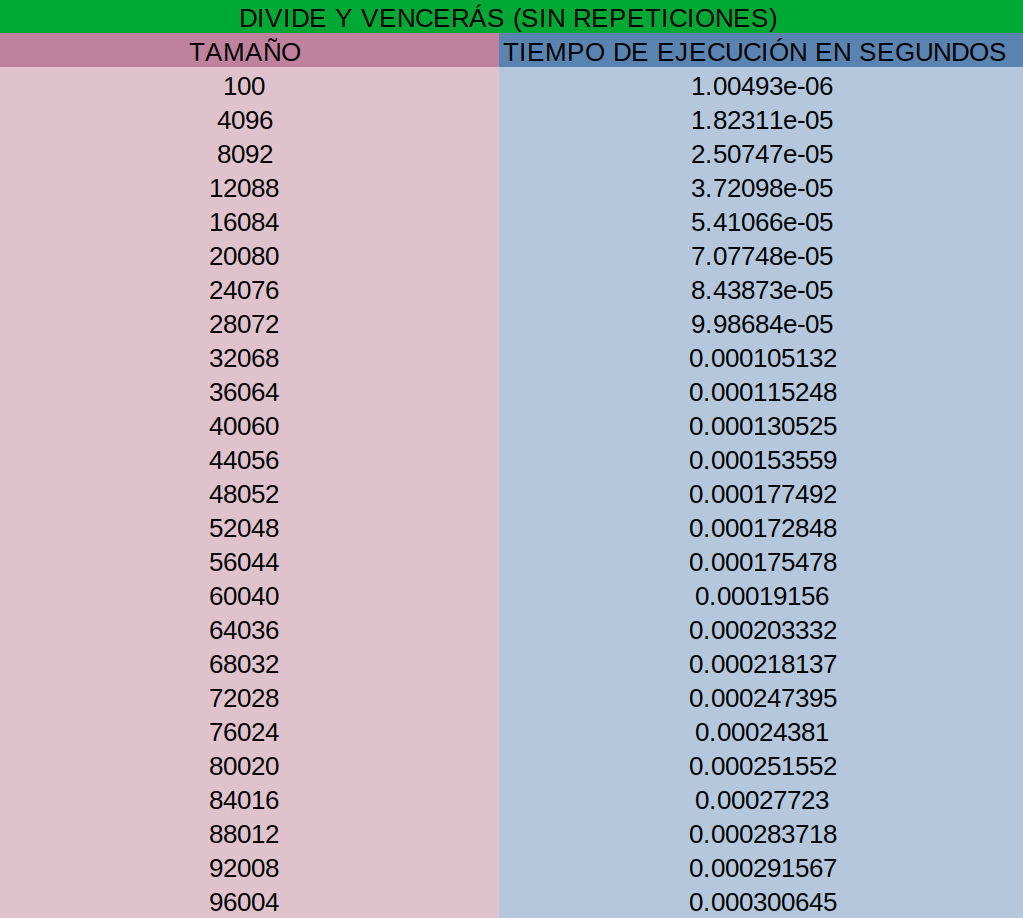 DIVIDE Y VENCERÁS (SIN REPETICIONES)
TAMAÑO TIEMPO DE EJECUCIÓN EN SEGUNDOS
100 1.00493e-06
4096 1.82311e-05
8092 2.50747e-05
12088 3.72098e-05
16084 5.41066e-05
20080 7.07748e-05
24076 8.43873e-05
28072 9.98684e-05
32068 0.000105132
36064 0.000115248
40060 0.000130525
44056 0.000153559
48052 0.000177492
52048 0.000172848
56044 0.000175478
60040 0.00019156
64036 0.000203332
68032 0.000218137
72028 0.000247395
76024 0.00024381
80020 0.000251552
84016 0.00027723
88012 0.000283718
92008 0.000291567
96004 0.000300645